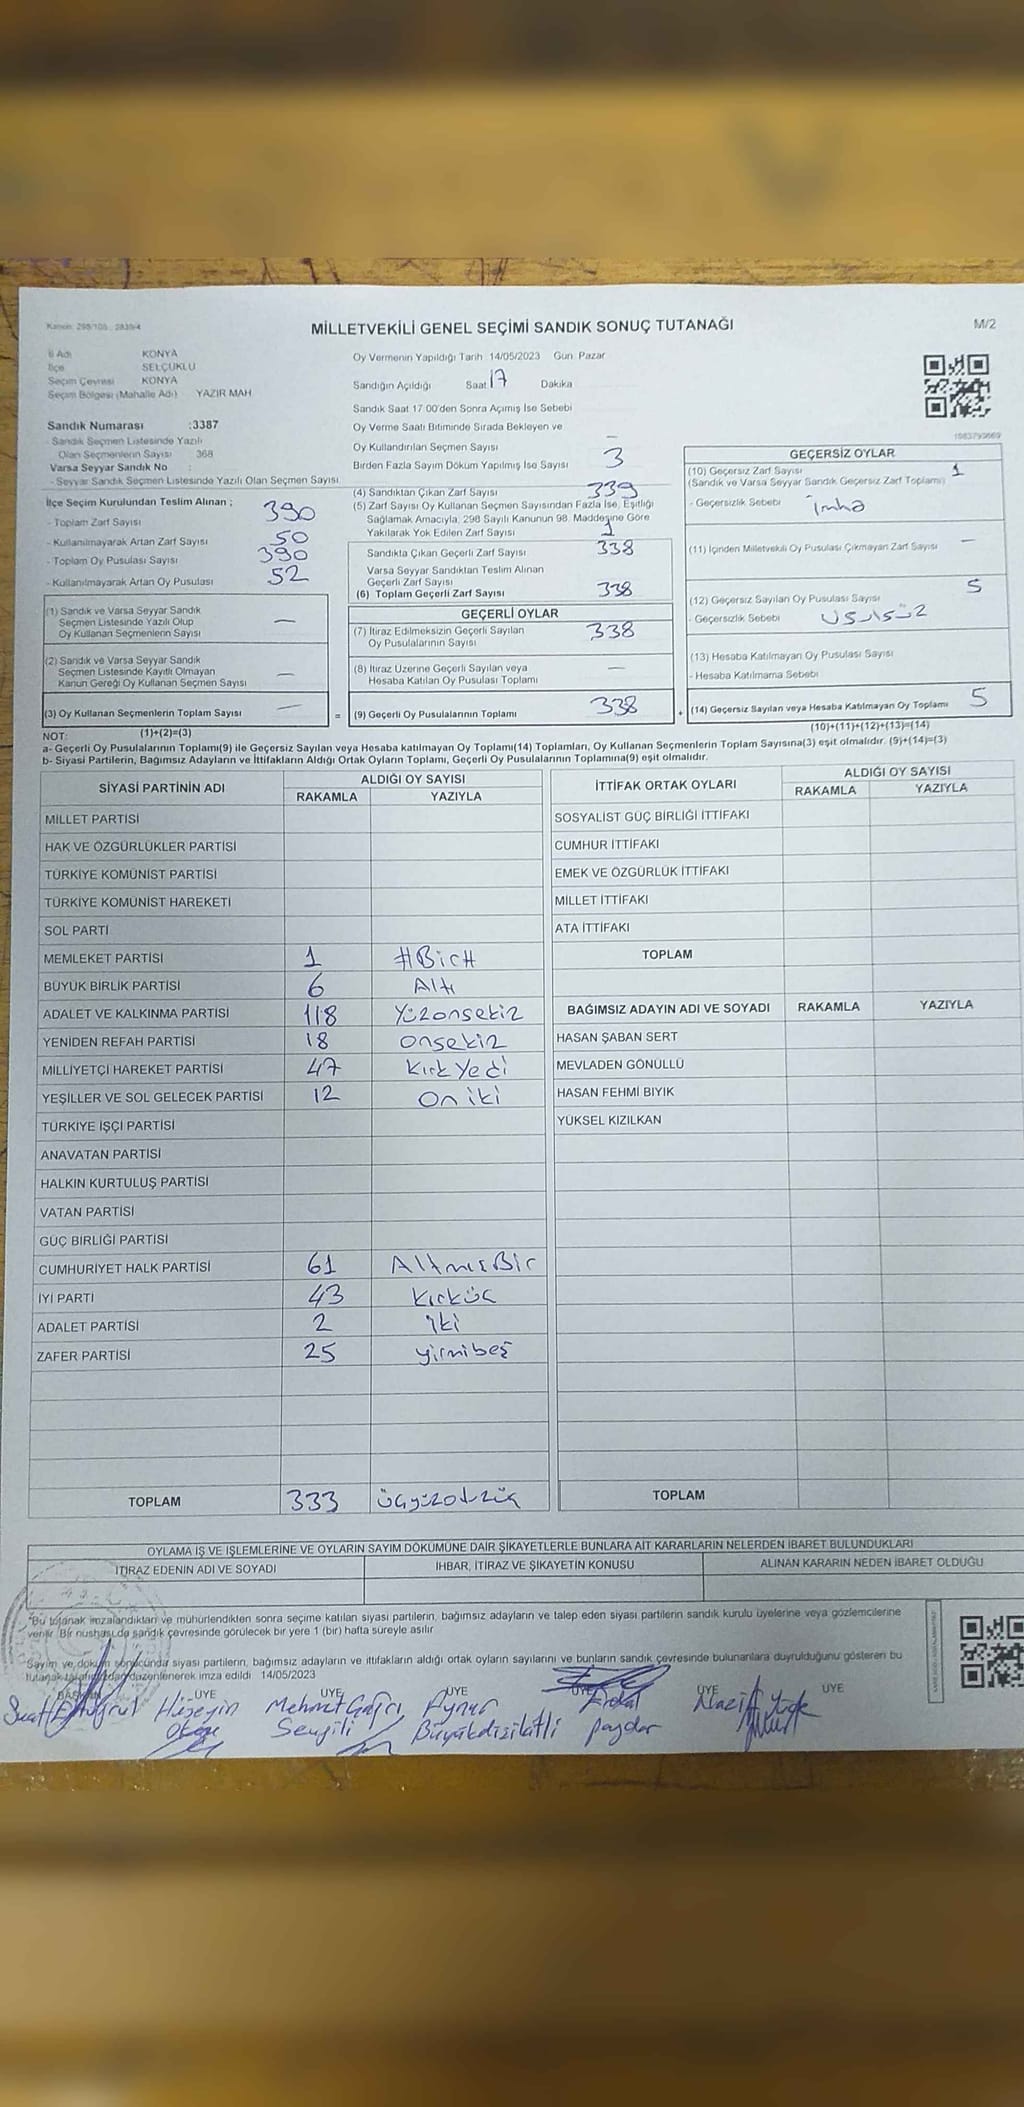 Kanun: 298/105 , 2839/4
MİLLETVEKİLİ GENEL SEÇİMİ SANDIK SONUÇ TUTANAĞI
M/2
İl Adı KONYA
İlçe SELÇUKLU
Seçim Çevresi KONYA
Seçim Bölgesi (Mahalle Adı) YAZIR MAH
Sandık Numarası :3387
- Sandık Seçmen Listesinde Yazılı
Olan Seçmenlerin Sayısı 368
Varsa Seyyar Sandık No :
- Seyyar Sandık Seçmen Listesinde Yazılı Olan Seçmen Sayısı
Oy Vermenin Yapıldığı Tarih 14/05/2023 Gün Pazar
Sandığın Açıldığı Saat 17 Dakika
Sandık Saat 17 00'den Sonra Açımış İse Sebebi
Oy Verme Saati Bitiminde Sırada Bekleyen ve
Oy Kullandırılan Seçmen Sayısı —
Birden Fazla Sayım Döküm Yapılmış İse Sayısı 3
1083793669
İlçe Seçim Kurulundan Teslim Alınan ;
- Toplam Zarf Sayısı 390
- Kullanılmayarak Artan Zarf Sayısı 50
- Toplam Oy Pusulası Sayısı 390
- Kullanılmayarak Artan Oy Pusulası 52
(1) Sandık ve Varsa Seyyar Sandık
Seçmen Listesinde Yazılı Olup
Oy Kullanan Seçmenlerin Sayısı —
(2) Sandık ve Varsa Seyyar Sandık
Seçmen Listesinde Kayıtlı Olmayan
Kanun Gereği Oy Kullanan Seçmen Sayısı —
(3) Oy Kullanan Seçmenlerin Toplam Sayısı —
(1)+(2)=(3)
(4) Sandıktan Çıkan Zarf Sayısı 339
(5) Zarf Sayısı Oy Kullanan Seçmen Sayısından Fazla İse, Eşitliği
Sağlamak Amacıyla, 298 Sayılı Kanunun 98. Maddesine Göre
Yakılarak Yok Edilen Zarf Sayısı 1
Sandıkta Çıkan Geçerli Zarf Sayısı 338
Varsa Seyyar Sandıktan Teslim Alınan
Geçerli Zarf Sayısı
(6) Toplam Geçerli Zarf Sayısı 338
GEÇERLİ OYLAR
(7) İtiraz Edilmeksizin Geçerli Sayılan
Oy Pusulalarının Sayısı 338
(8) İtiraz Üzerine Geçerli Sayılan veya
Hesaba Katılan Oy Pusulası Toplamı —
= (9) Geçerli Oy Pusulalarının Toplamı 338
GEÇERSİZ OYLAR
(10) Geçersiz Zarf Sayısı 1
(Sandık ve Varsa Seyyar Sandık Geçersiz Zarf Toplamı)
- Geçersizlik Sebebi imha
(11) İçinden Milletvekili Oy Pusulası Çıkmayan Zarf Sayısı —
(12) Geçersiz Sayılan Oy Pusulası Sayısı 5
- Geçersizlik Sebebi usulsüz
(13) Hesaba Katılmayan Oy Pusulası Sayısı
- Hesaba Katılmama Sebebi
+ (14) Geçersiz Sayılan veya Hesaba Katılmayan Oy Toplamı 5
(10)+(11)+(12)+(13)=(14)
NOT:
a- Geçerli Oy Pusulalarının Toplamı(9) ile Geçersiz Sayılan veya Hesaba katılmayan Oy Toplamı(14) Toplamları, Oy Kullanan Seçmenlerin Toplam Sayısına(3) eşit olmalıdır. (9)+(14)=(3)
b- Siyasi Partilerin, Bağımsız Adayların ve İttifakların Aldığı Ortak Oyların Toplamı, Geçerli Oy Pusulalarının Toplamına(9) eşit olmalıdır.
SİYASİ PARTİNİN ADI ALDIĞI OY SAYISI
RAKAMLA YAZIYLA
MİLLET PARTİSİ
HAK VE ÖZGÜRLÜKLER PARTİSİ
TÜRKİYE KOMÜNİST PARTİSİ
TÜRKİYE KOMÜNİST HAREKETİ
SOL PARTİ
MEMLEKET PARTİSİ 1 #Bir#
BÜYÜK BİRLİK PARTİSİ 6 Altı
ADALET VE KALKINMA PARTİSİ 118 Yüzonsekiz
YENİDEN REFAH PARTİSİ 18 onsekiz
MİLLİYETÇİ HAREKET PARTİSİ 47 Kırk Yedi
YEŞİLLER VE SOL GELECEK PARTİSİ 12 On iki
TÜRKİYE İŞÇİ PARTİSİ
ANAVATAN PARTİSİ
HALKIN KURTULUŞ PARTİSİ
VATAN PARTİSİ
GÜÇ BİRLİĞİ PARTİSİ
CUMHURİYET HALK PARTİSİ 61 AltmışBir
İYİ PARTİ 43 Kırküç
ADALET PARTİSİ 2 iki
ZAFER PARTİSİ 25 yirmibeş
TOPLAM 333 üçyüzotuzüç
İTTİFAK ORTAK OYLARI ALDIĞI OY SAYISI
RAKAMLA YAZIYLA
SOSYALİST GÜÇ BİRLİĞİ İTTİFAKI
CUMHUR İTTİFAKI
EMEK VE ÖZGÜRLÜK İTTİFAKI
MİLLET İTTİFAKI
ATA İTTİFAKI
TOPLAM
BAĞIMSIZ ADAYIN ADI VE SOYADI RAKAMLA YAZIYLA
HASAN ŞABAN SERT
MEVLADEN GÖNÜLLÜ
HASAN FEHMİ BIYIK
YÜKSEL KIZILKAN
TOPLAM
OYLAMA İŞ VE İŞLEMLERİNE VE OYLARIN SAYIM DÖKÜMÜNE DAİR ŞİKAYETLERLE BUNLARA AİT KARARLARIN NELERDEN İBARET BULUNDUKLARI
İTİRAZ EDENİN ADI VE SOYADI İHBAR, İTİRAZ VE ŞİKAYETİN KONUSU ALINAN KARARIN NEDEN İBARET OLDUĞU
"Bu tutanak imzalandıktan ve mühürlendikten sonra seçime katılan siyasi partilerin, bağımsız adayların ve talep eden siyasi partilerin sandık kurulu üyelerine veya gözlemcilerine
verilir. Bir nüshası da sandık çevresinde görülecek bir yere 1 (bir) hafta süreyle asılır
Sayım ve döküm sonucunda siyasi partilerin, bağımsız adayların ve ittifakların aldığı ortak oyların sayılarını ve bunların sandık çevresinde bulunanlara duyrulduğunu gösteren bu
tutanak tarafımızdan düzenlenerek imza edildi 14/05/2023
BAŞKAN ÜYE ÜYE ÜYE ÜYE ÜYE ÜYE
Suat Ertuğrul Hüseyin Mehmet Çağrı Aynur Erdal Nazif
Sevgili Büyükdizikatli paydar